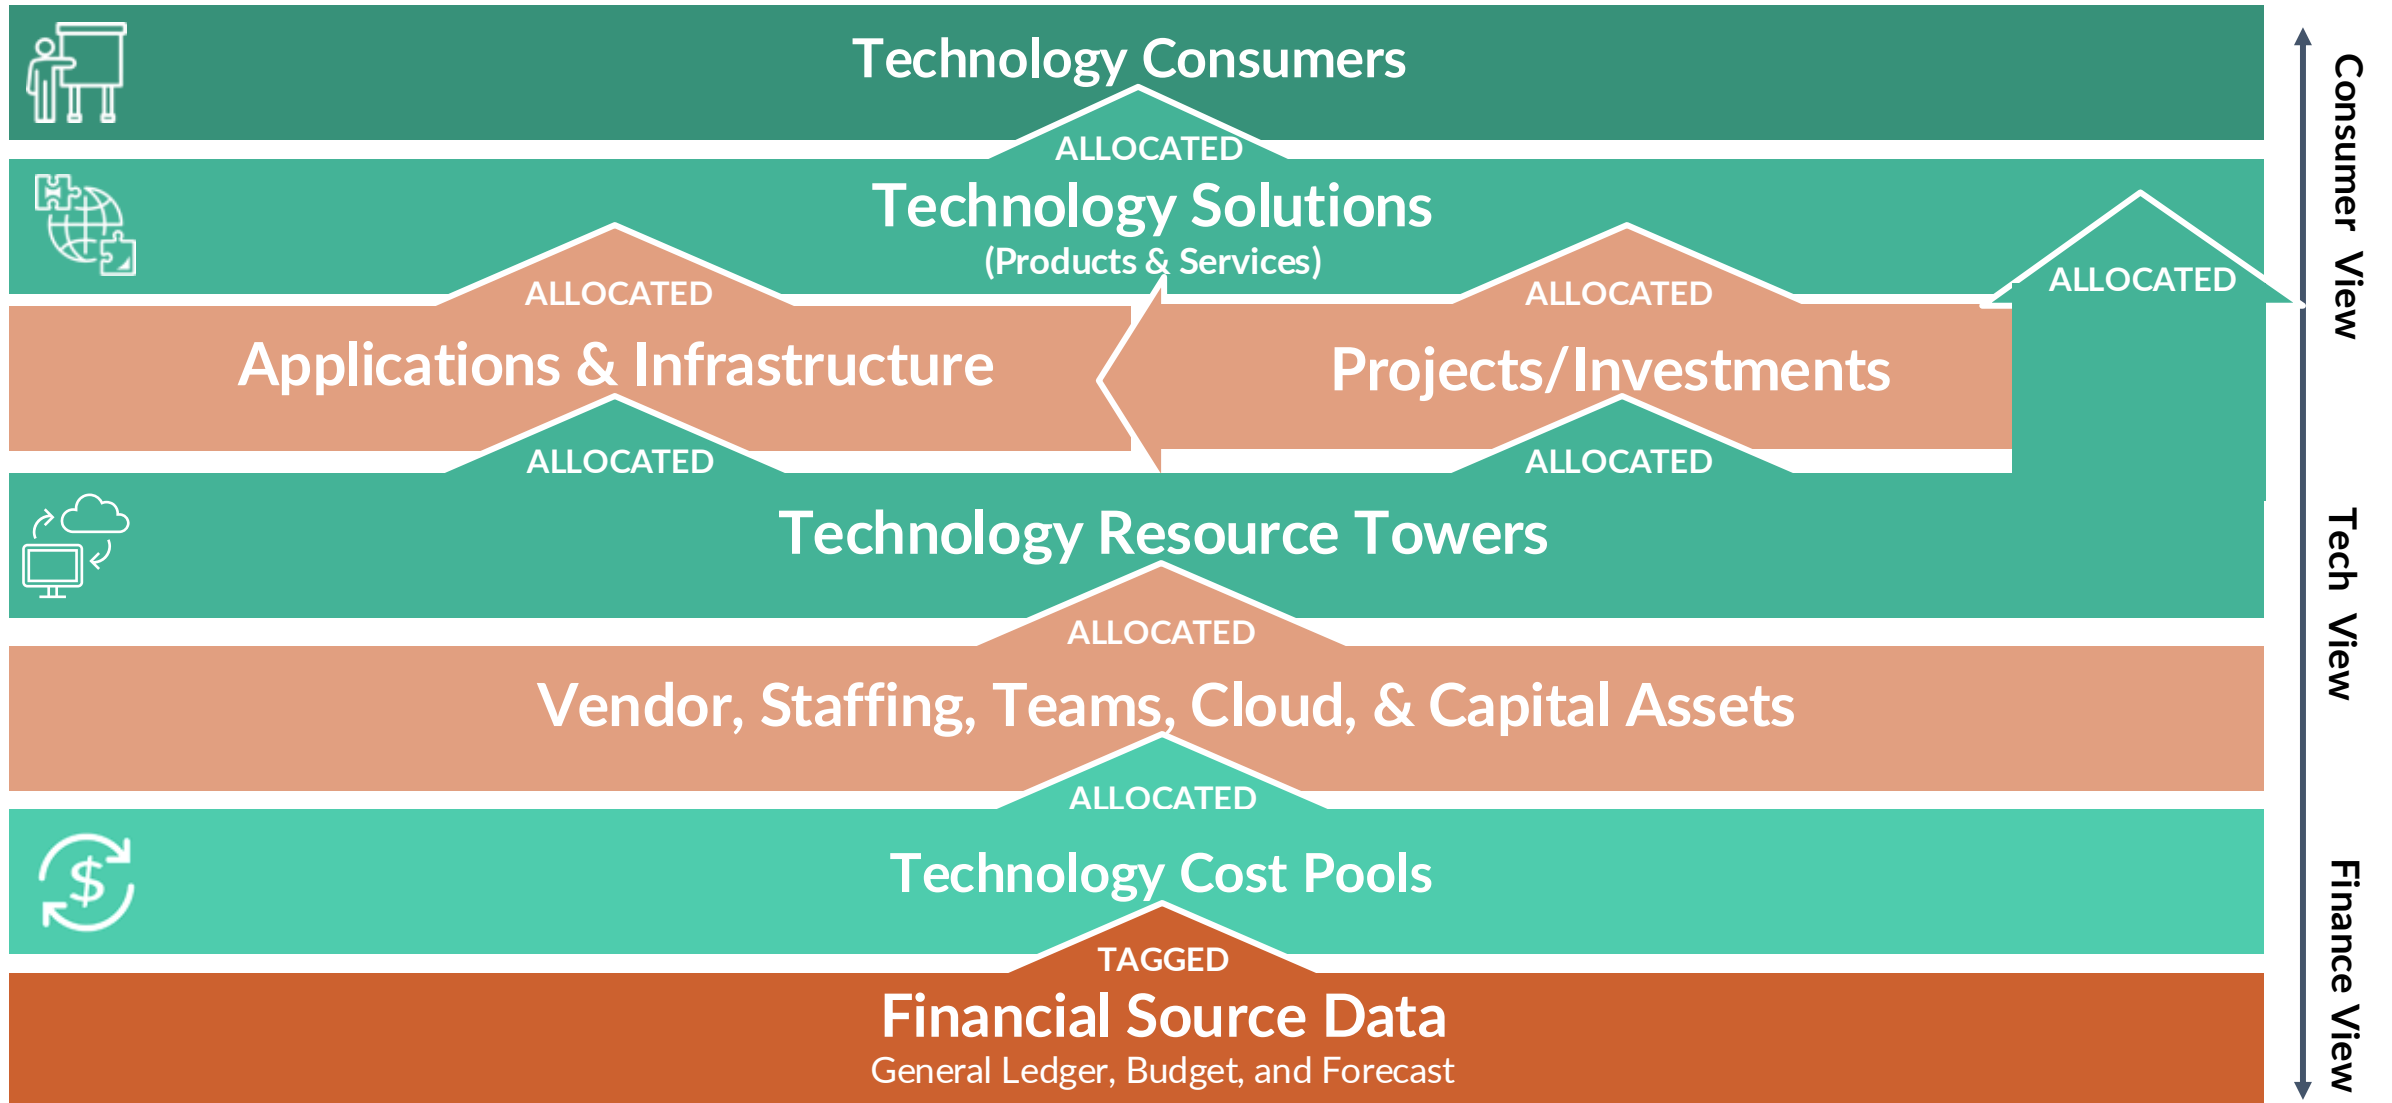 Technology Consumers
ALLOCATED
Technology Solutions
(Products & Services)
ALLOCATED
ALLOCATED
ALLOCATED
Applications & Infrastructure
Projects/Investments
ALLOCATED
ALLOCATED
Technology Resource Towers
ALLOCATED
Vendor, Staffing, Teams, Cloud, & Capital Assets
ALLOCATED
Technology Cost Pools
TAGGED
Financial Source Data
General Ledger, Budget, and Forecast
Consumer View
Tech View
Finance View